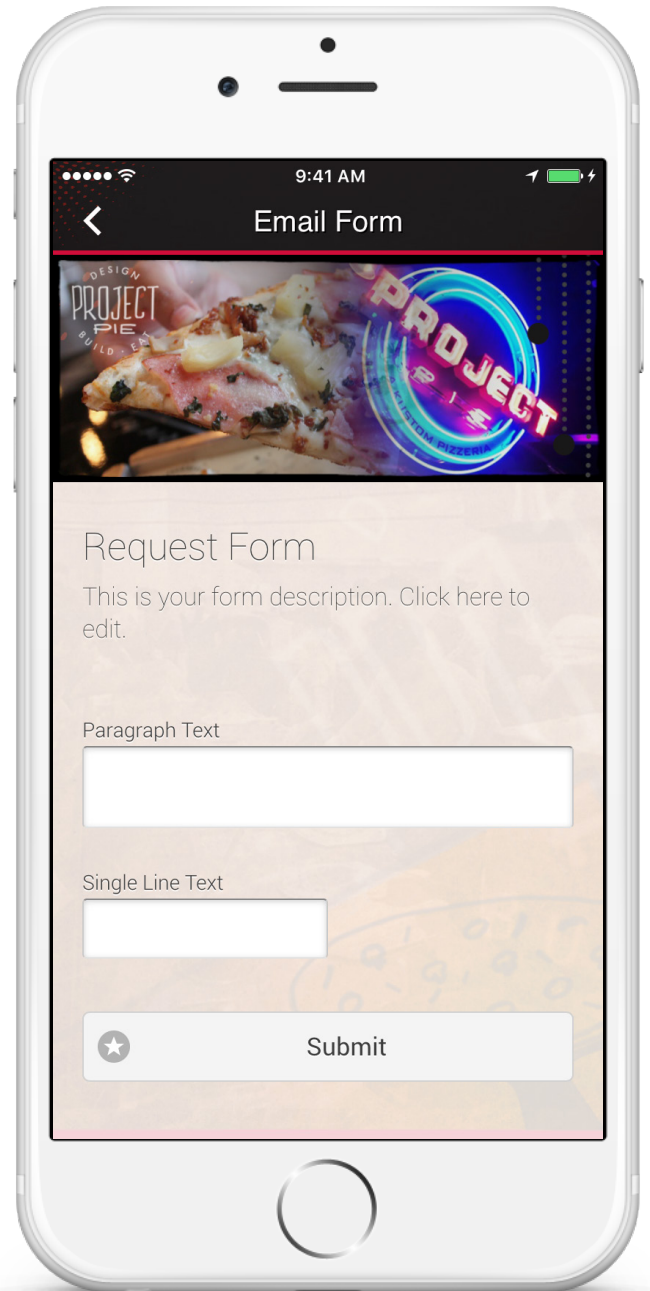 9:41 AM
Email Form
DESIGN
PROJECT
PIE
BUILD · EAT
PROJECT
PIE
A KUSTOM PIZZERIA
Request Form
This is your form description. Click here to
edit.
Paragraph Text
Single Line Text
Submit